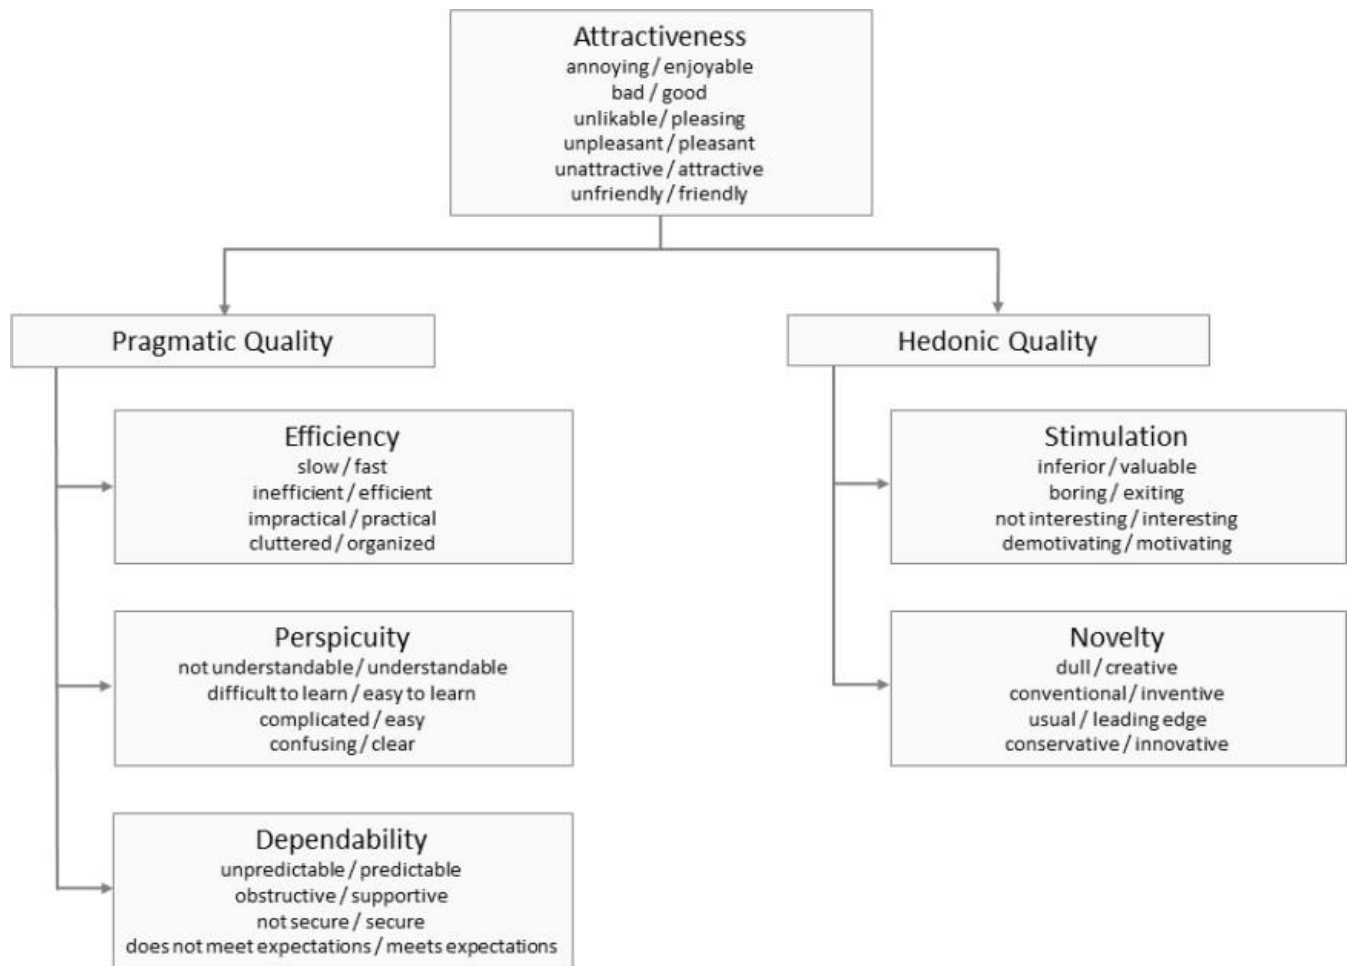 Attractiveness
annoying / enjoyable
bad / good
unlikable / pleasing
unpleasant / pleasant
unattractive / attractive
unfriendly / friendly
Pragmatic Quality
Efficiency
slow / fast
inefficient / efficient
impractical / practical
cluttered / organized
Perspicuity
not understandable / understandable
difficult to learn / easy to learn
complicated / easy
confusing / clear
Dependability
unpredictable / predictable
obstructive / supportive
not secure / secure
does not meet expectations / meets expectations
Hedonic Quality
Stimulation
inferior / valuable
boring / exiting
not interesting / interesting
demotivating / motivating
Novelty
dull / creative
conventional / inventive
usual / leading edge
conservative / innovative